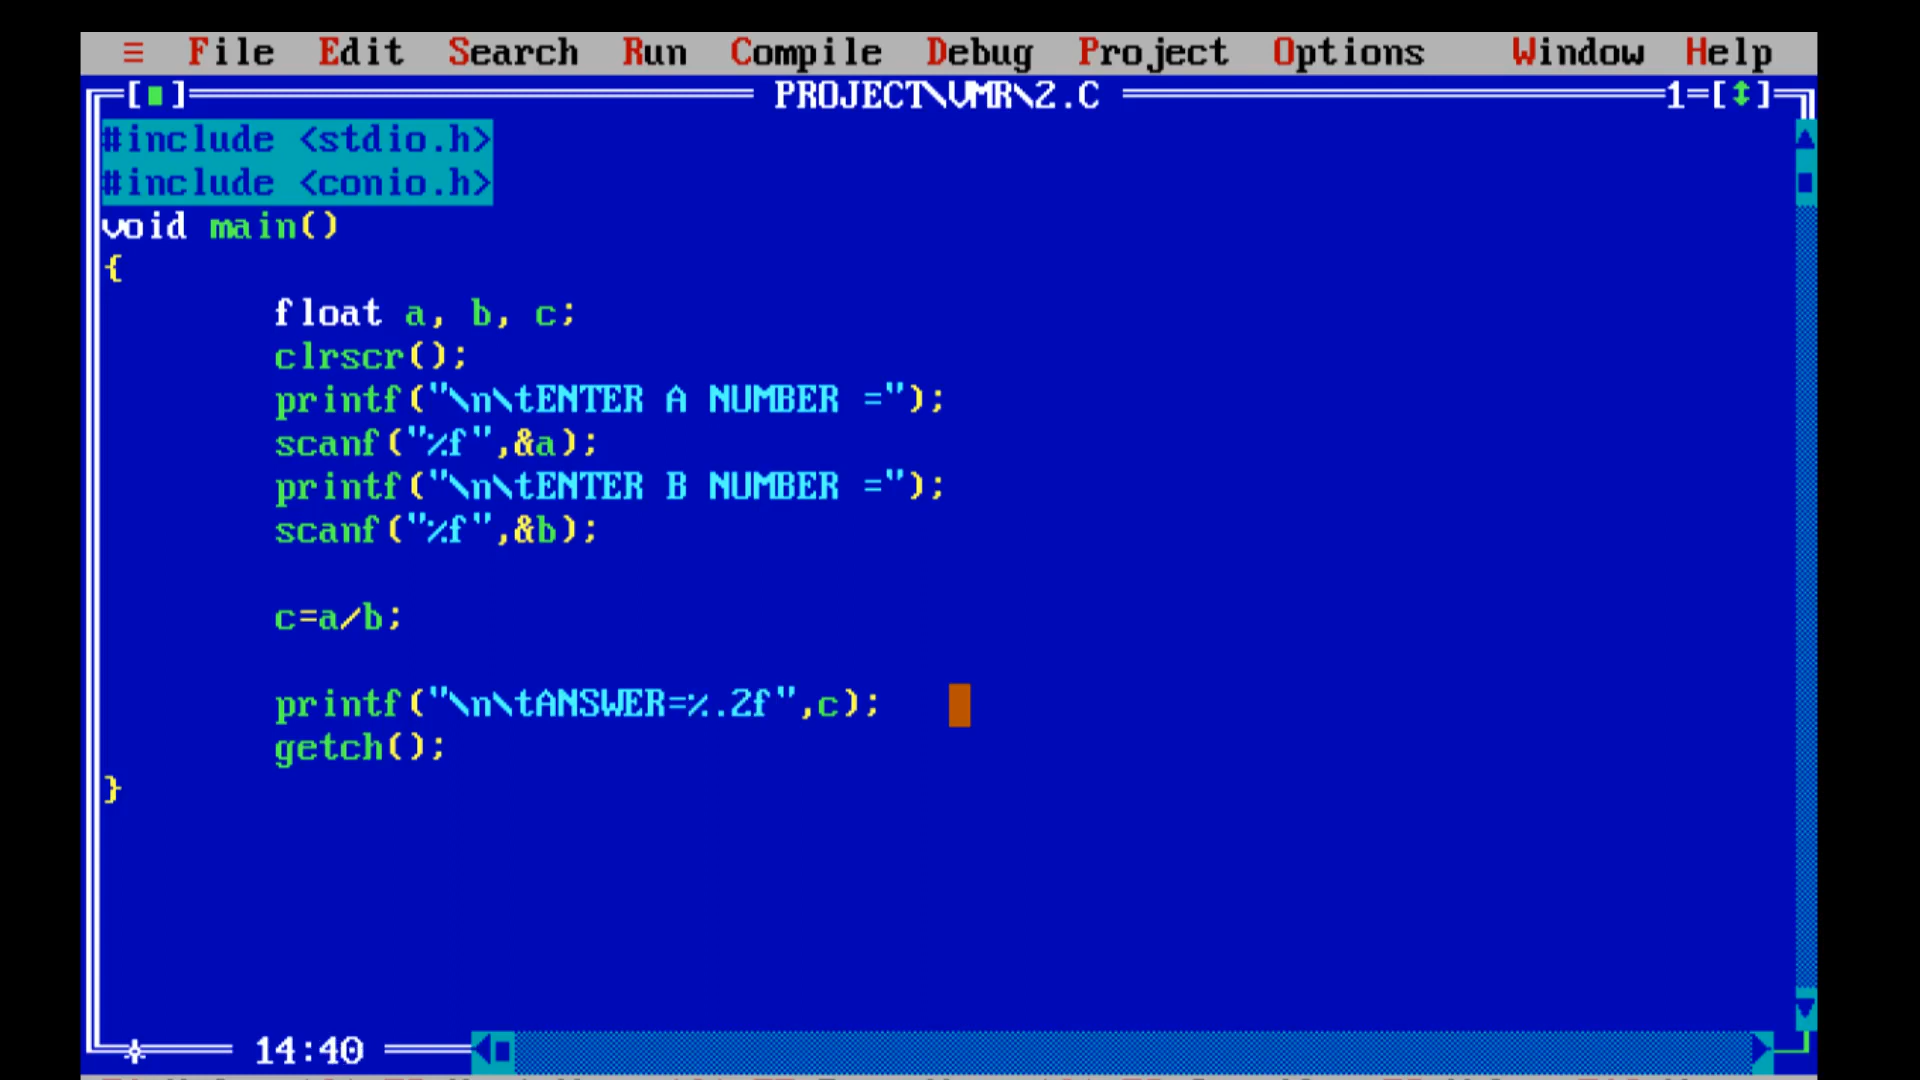 ≡ File Edit Search Run Compile Debug Project Options Window Help
[■] PROJECT\VMR\2.C 1=[↕]
#include <stdio.h>
#include <conio.h>
void main()
{
float a, b, c;
clrscr();
printf("\n\tENTER A NUMBER =");
scanf("%f",&a);
printf("\n\tENTER B NUMBER =");
scanf("%f",&b);
c=a/b;
printf("\n\tANSWER=%.2f",c);
getch();
}
14:40